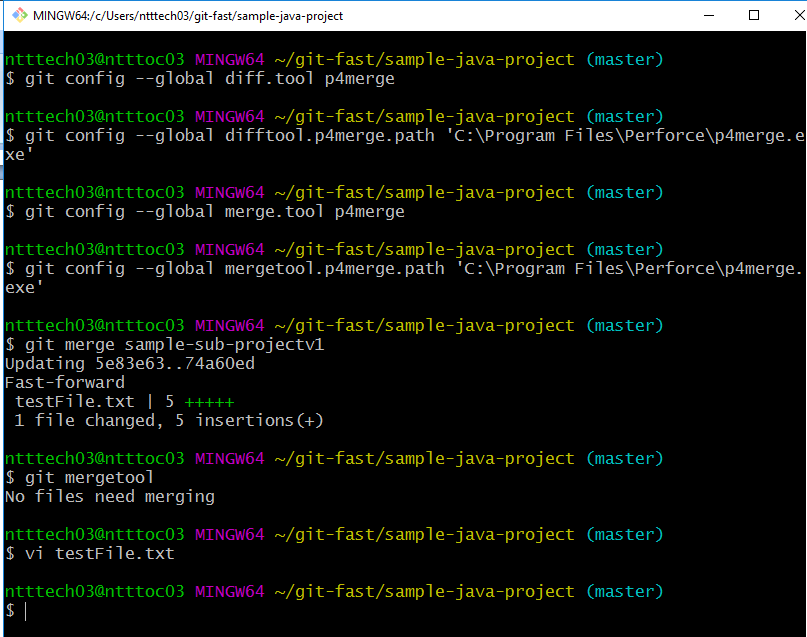 MINGW64:/c/Users/ntttech03/git-fast/sample-java-project
ntttech03@ntttoc03 MINGW64 ~/git-fast/sample-java-project (master)
$ git config --global diff.tool p4merge
ntttech03@ntttoc03 MINGW64 ~/git-fast/sample-java-project (master)
$ git config --global difftool.p4merge.path 'C:\Program Files\Perforce\p4merge.e
xe'
ntttech03@ntttoc03 MINGW64 ~/git-fast/sample-java-project (master)
$ git config --global merge.tool p4merge
ntttech03@ntttoc03 MINGW64 ~/git-fast/sample-java-project (master)
$ git config --global mergetool.p4merge.path 'C:\Program Files\Perforce\p4merge.
exe'
ntttech03@ntttoc03 MINGW64 ~/git-fast/sample-java-project (master)
$ git merge sample-sub-projectv1
Updating 5e83e63..74a60ed
Fast-forward
 testFile.txt | 5 +++++
 1 file changed, 5 insertions(+)
ntttech03@ntttoc03 MINGW64 ~/git-fast/sample-java-project (master)
$ git mergetool
No files need merging
ntttech03@ntttoc03 MINGW64 ~/git-fast/sample-java-project (master)
$ vi testFile.txt
ntttech03@ntttoc03 MINGW64 ~/git-fast/sample-java-project (master)
$